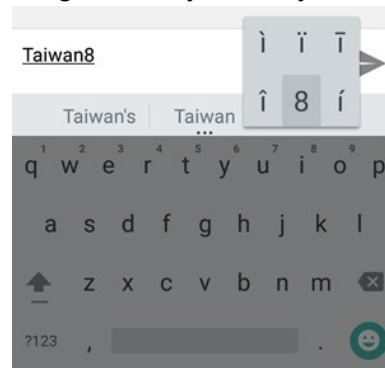 ì ï ī
Taiwan8
î 8 í
Taiwan's Taiwan
1 2 3 4 5 6 7 8 9
q w e r t y u i o p
a s d f g h j k l
z x c v b n m
?123 , .